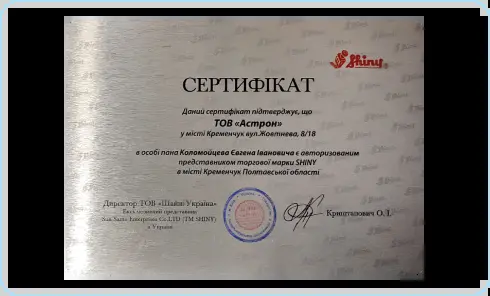 Shiny
СЕРТИФІКАТ
Даний сертифікат підтверджує, що
ТОВ «Астрон»
у місті Кременчук вул.Жовтнева, 8/18
в особі пана Коломойцева Євгена Івановича є авторизованим
представником торгової марки SHINY
в місті Кременчук Полтавської області
Директор ТОВ «Шайні-Україна»
Ексклюзивний представник
Sun Same Enterprises Co.LTD (TM SHINY)
в Україні
Кришталович О.І.